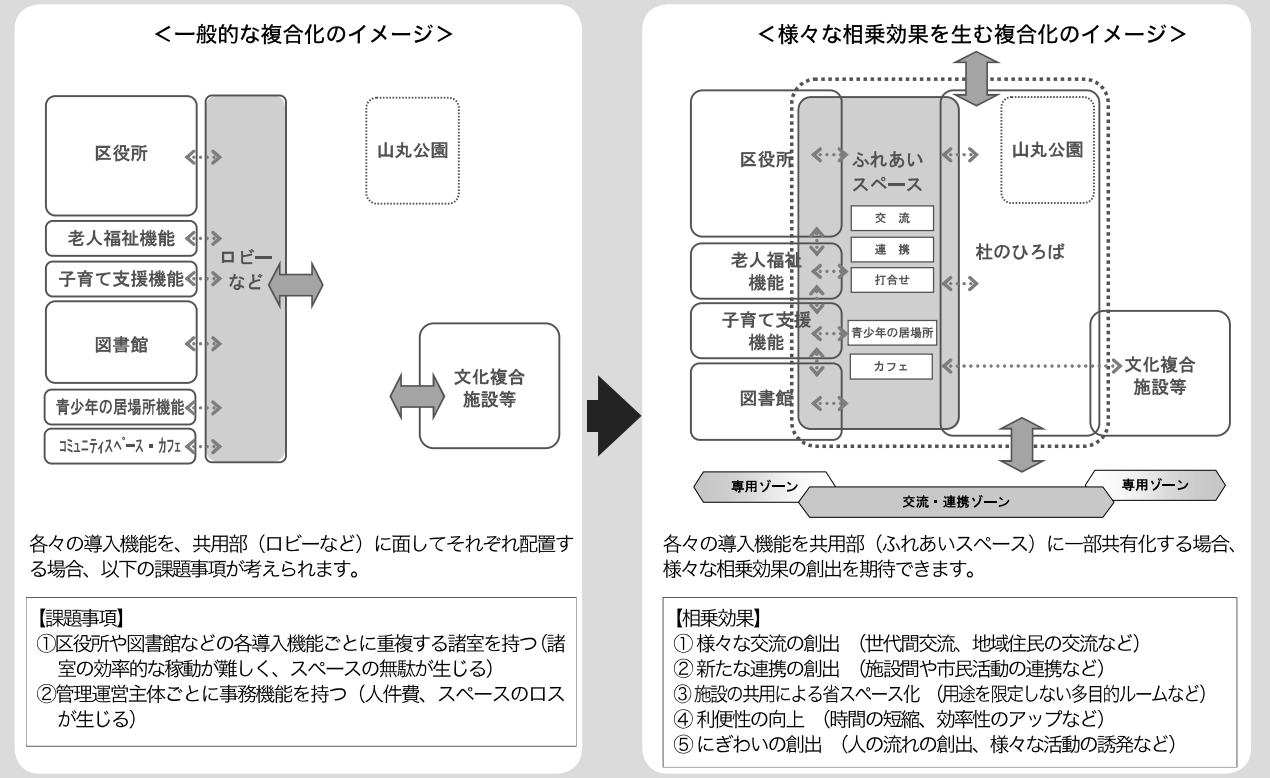 ＜一般的な複合化のイメージ＞
区役所
老人福祉機能
子育て支援機能
図書館
青少年の居場所機能
コミュニティスペース・カフェ
ロビー
など
山丸公園
文化複合
施設等
各々の導入機能を、共用部（ロビーなど）に面してそれぞれ配置す
る場合、以下の課題事項が考えられます。
【課題事項】
①区役所や図書館などの各導入機能ごとに重複する諸室を持つ（諸
室の効率的な稼動が難しく、スペースの無駄が生じる）
②管理運営主体ごとに事務機能を持つ（人件費、スペースのロス
が生じる）
＜様々な相乗効果を生む複合化のイメージ＞
区役所
老人福祉
機能
子育て支援
機能
図書館
ふれあい
スペース
交　流
連　携
打合せ
青少年の居場所
カフェ
山丸公園
杜のひろば
文化複合
施設等
専用ゾーン
交流・連携ゾーン
専用ゾーン
各々の導入機能を共用部（ふれあいスペース）に一部共有化する場合、
様々な相乗効果の創出を期待できます。
【相乗効果】
① 様々な交流の創出　（世代間交流、地域住民の交流など）
② 新たな連携の創出　（施設間や市民活動の連携など）
③ 施設の共用による省スペース化　（用途を限定しない多目的ルームなど）
④ 利便性の向上　（時間の短縮、効率性のアップなど）
⑤ にぎわいの創出　（人の流れの創出、様々な活動の誘発など）